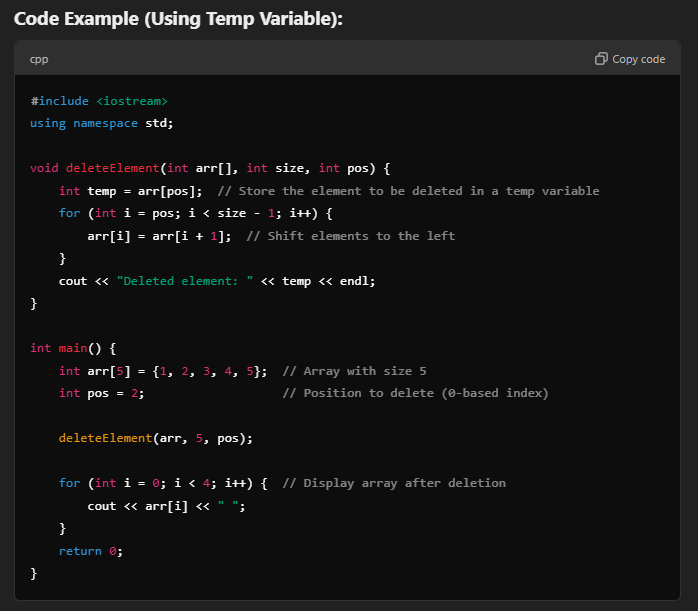 Code Example (Using Temp Variable):
cpp
Copy code
#include <iostream>
using namespace std;
void deleteElement(int arr[], int size, int pos) {
    int temp = arr[pos];  // Store the element to be deleted in a temp variable
    for (int i = pos; i < size - 1; i++) {
        arr[i] = arr[i + 1];  // Shift elements to the left
    }
    cout << "Deleted element: " << temp << endl;
}
int main() {
    int arr[5] = {1, 2, 3, 4, 5};  // Array with size 5
    int pos = 2;                   // Position to delete (0-based index)
    deleteElement(arr, 5, pos);
    for (int i = 0; i < 4; i++) {  // Display array after deletion
        cout << arr[i] << " ";
    }
    return 0;
}